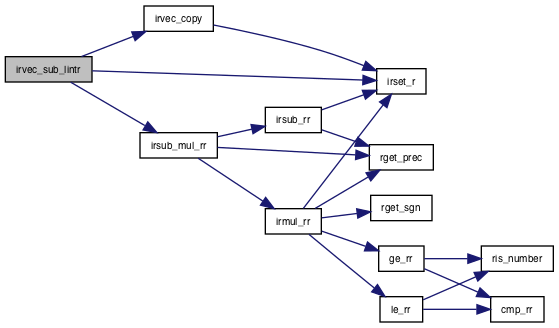 irvec_copy
irvec_sub_lintr
irset_r
irsub_rr
irsub_mul_rr
rget_prec
rget_sgn
irmul_rr
ge_rr
ris_number
le_rr
cmp_rr